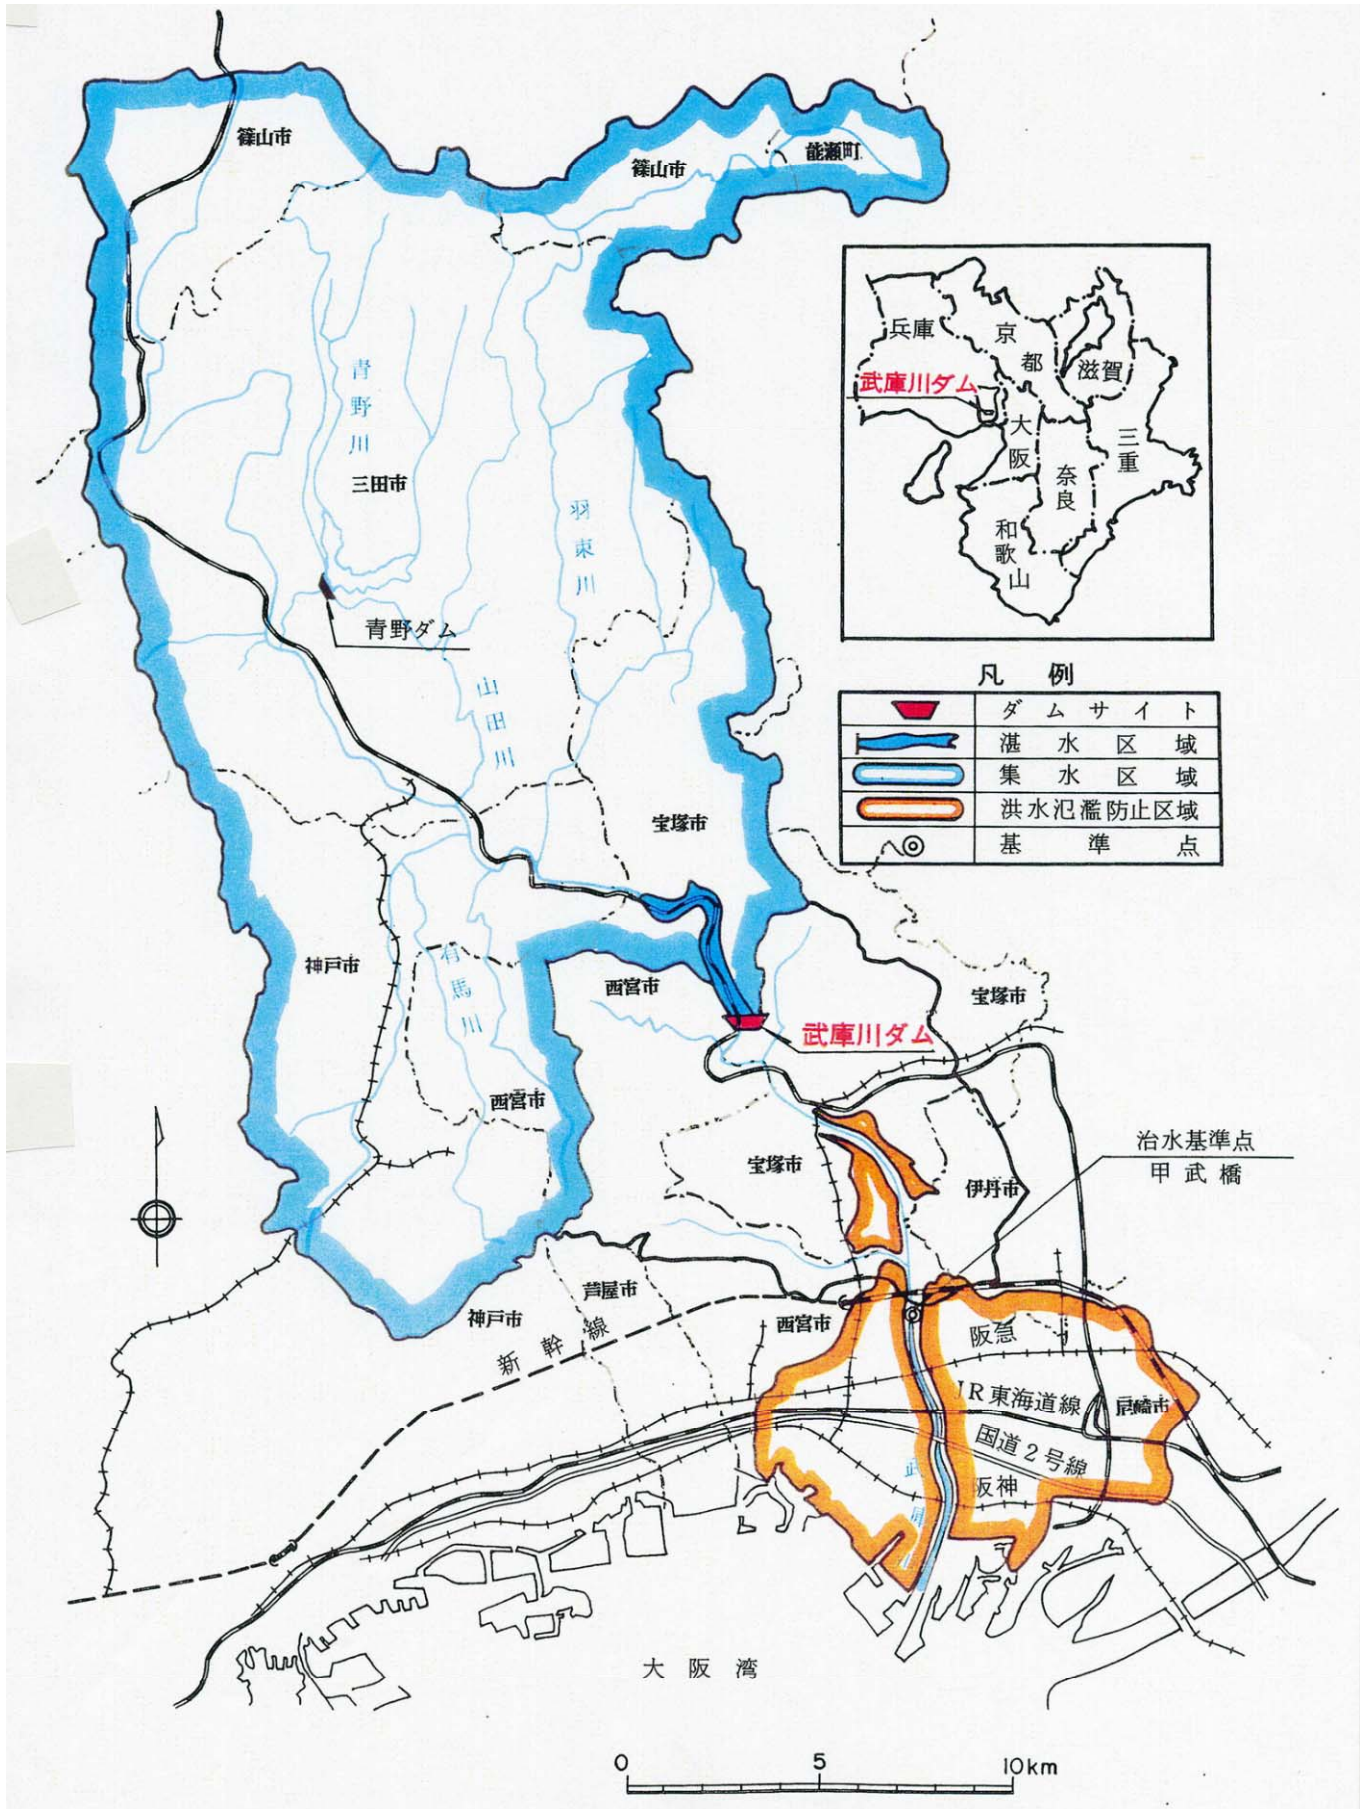 篠山市
篠山市
能瀬町
青野川
三田市
羽束川
青野ダム
山田川
兵庫
京都
滋賀
武庫川ダム
大阪
三重
奈良
和歌山
凡例
ダムサイト
湛水区域
集水区域
洪水氾濫防止区域
基準点
宝塚市
神戸市
有馬川
西宮市
宝塚市
武庫川ダム
西宮市
治水基準点
甲武橋
宝塚市
伊丹市
芦屋市
神戸市
新幹線
西宮市
阪急
JR東海道線
尼崎市
国道2号線
阪神
武庫川
大阪湾
0 5 10km